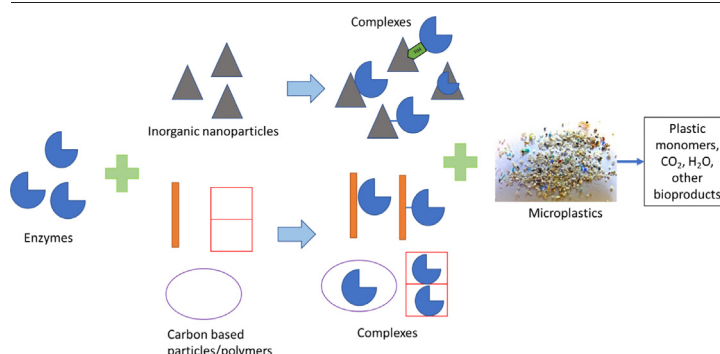 Complexes
Inorganic nanoparticles
Enzymes
Carbon based
particles/polymers
Complexes
Microplastics
Plastic
monomers,
CO₂, H₂O,
other
bioproducts